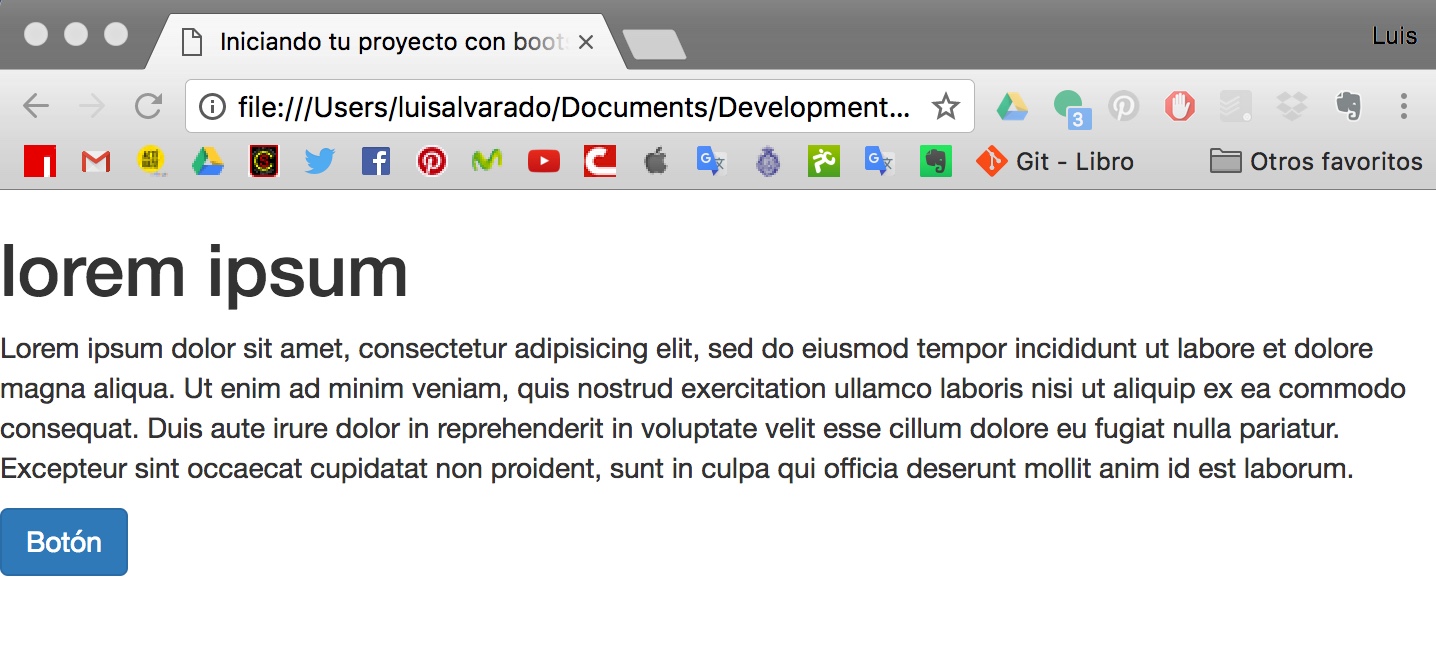 Iniciando tu proyecto con boots
Luis
file:///Users/luisalvarado/Documents/Development...
3
Git - Libro
Otros favoritos
lorem ipsum
Lorem ipsum dolor sit amet, consectetur adipisicing elit, sed do eiusmod tempor incididunt ut labore et dolore
magna aliqua. Ut enim ad minim veniam, quis nostrud exercitation ullamco laboris nisi ut aliquip ex ea commodo
consequat. Duis aute irure dolor in reprehenderit in voluptate velit esse cillum dolore eu fugiat nulla pariatur.
Excepteur sint occaecat cupidatat non proident, sunt in culpa qui officia deserunt mollit anim id est laborum.
Botón